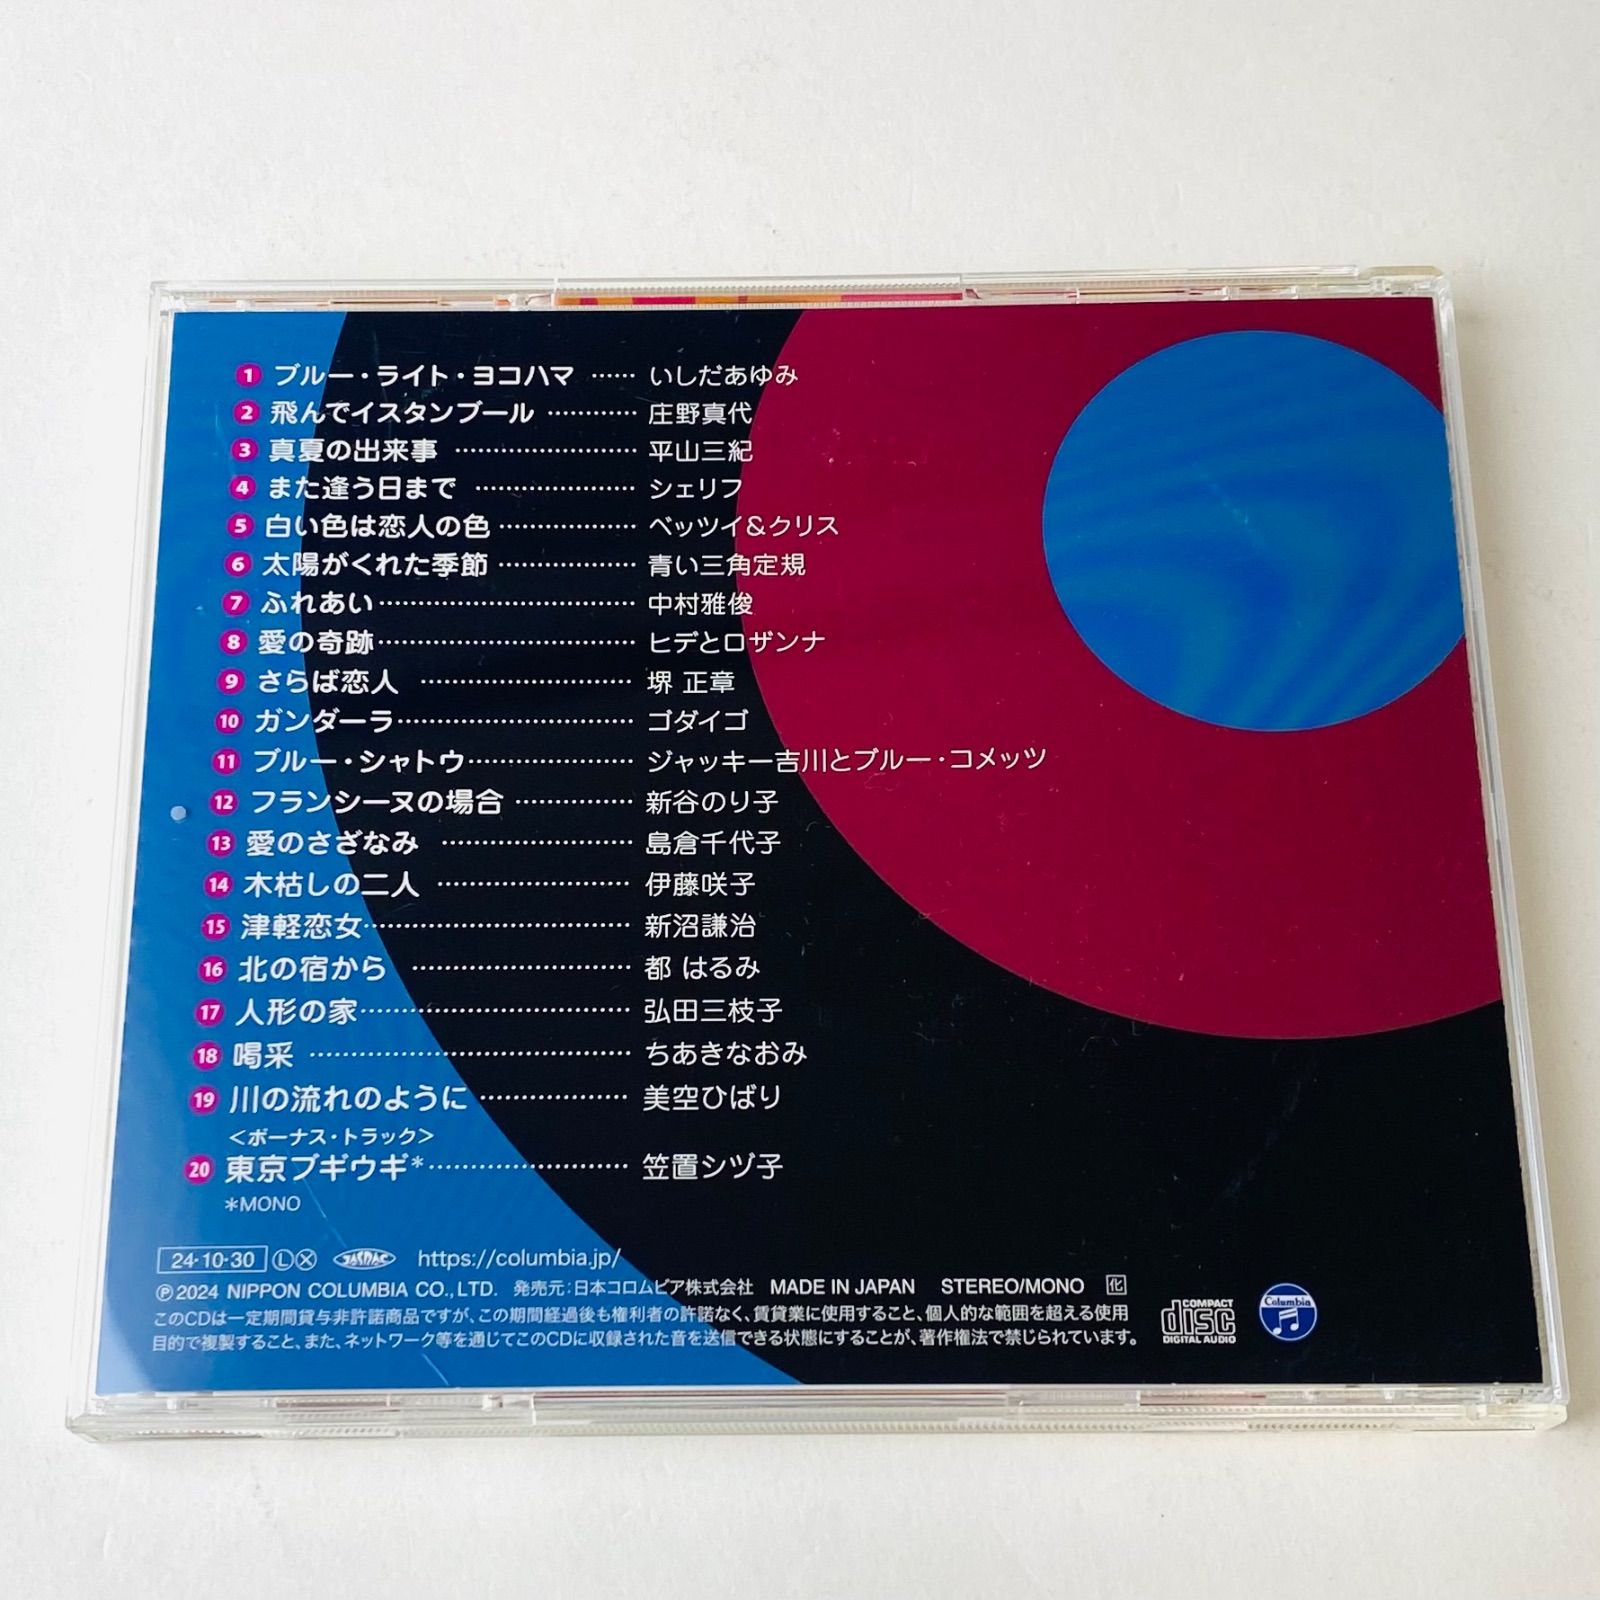 1 ブルー・ライト・ヨコハマ …… いしだあゆみ
2 飛んでイスタンブール ………… 庄野真代
3 真夏の出来事 ……………………… 平山三紀
4 また逢う日まで …………………… シェリフ
5 白い色は恋人の色 ……………… ベッツイ&クリス
6 太陽がくれた季節 ……………… 青い三角定規
7 ふれあい …………………………… 中村雅俊
8 愛の奇跡 …………………………… ヒデとロザンナ
9 さらば恋人 ………………………… 堺 正章
10 ガンダーラ ………………………… ゴダイゴ
11 ブルー・シャトウ ………………… ジャッキー吉川とブルー・コメッツ
12 フランシーヌの場合 …………… 新谷のり子
13 愛のさざなみ …………………… 島倉千代子
14 木枯しの二人 …………………… 伊藤咲子
15 津軽恋女 …………………………… 新沼謙治
16 北の宿から ………………………… 都 はるみ
17 人形の家 …………………………… 弘田三枝子
18 喝采 ………………………………… ちあきなおみ
19 川の流れのように ……………… 美空ひばり
<ボーナス・トラック>
20 東京ブギウギ* …………………… 笠置シヅ子
*MONO
24・10・30 Ⓛ Ⓧ JASRAC https://columbia.jp/
℗2024 NIPPON COLUMBIA CO., LTD. 発売元:日本コロムビア株式会社 MADE IN JAPAN STEREO/MONO 化
このCDは一定期間貸与非許諾商品ですが、この期間経過後も権利者の許諾なく、賃貸業に使用すること、個人的な範囲を超える使用
目的で複製すること、また、ネットワーク等を通じてこのCDに収録された音を送信できる状態にすることが、著作権法で禁じられています。
COMPACT
disc
DIGITAL AUDIO
Columbia